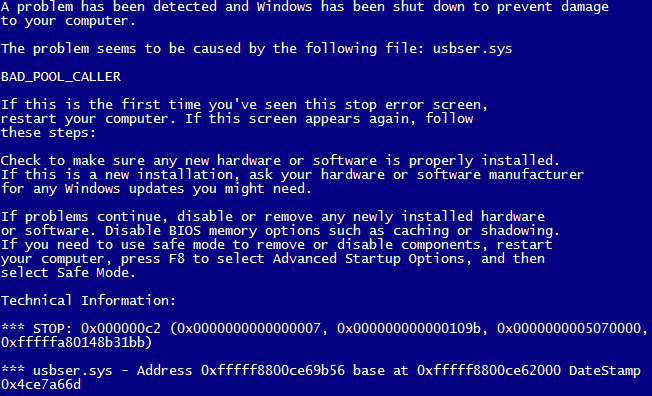 A problem has been detected and Windows has been shut down to prevent damage
to your computer.
The problem seems to be caused by the following file: usbser.sys
BAD_POOL_CALLER
If this is the first time you've seen this stop error screen,
restart your computer. If this screen appears again, follow
these steps:
Check to make sure any new hardware or software is properly installed.
If this is a new installation, ask your hardware or software manufacturer
for any Windows updates you might need.
If problems continue, disable or remove any newly installed hardware
or software. Disable BIOS memory options such as caching or shadowing.
If you need to use safe mode to remove or disable components, restart
your computer, press F8 to select Advanced Startup Options, and then
select Safe Mode.
Technical Information:
*** STOP: 0x000000c2 (0x0000000000000007, 0x000000000000109b, 0x0000000005070000,
0xfffffa80148b31bb)
*** usbser.sys - Address 0xfffff8800ce69b56 base at 0xfffff8800ce62000 DateStamp
0x4ce7a66d